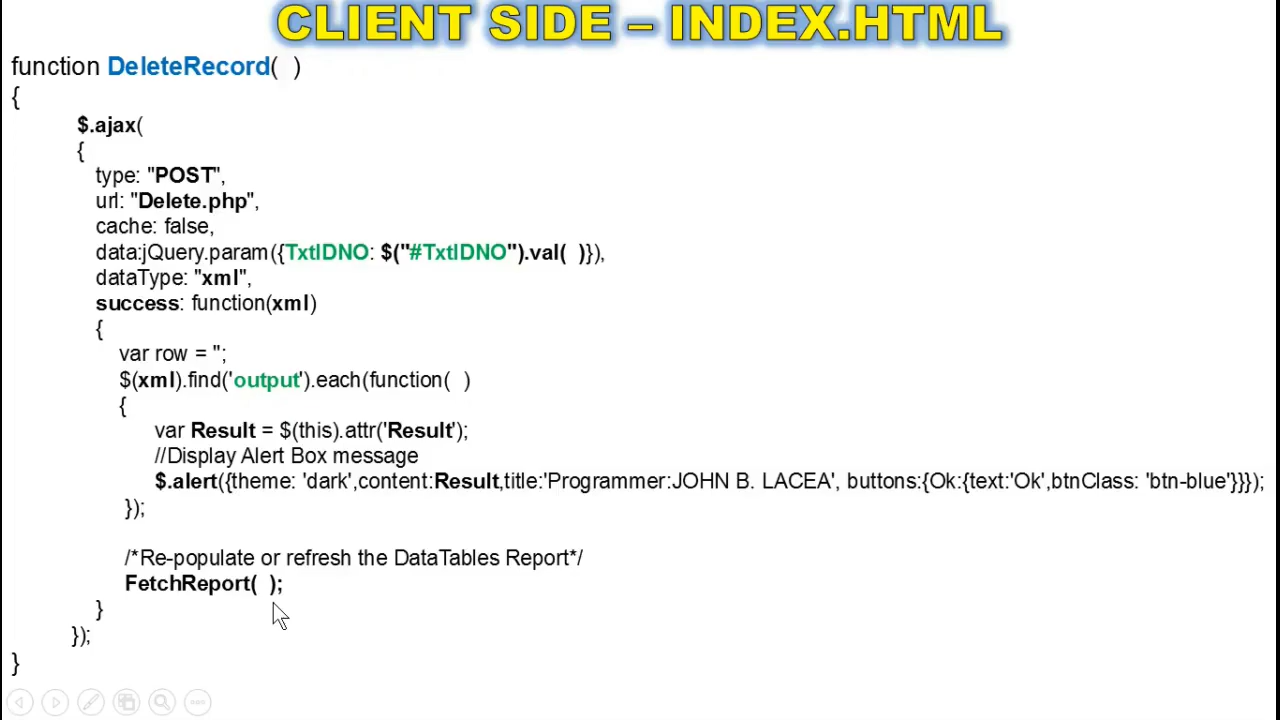 CLIENT SIDE – INDEX.HTML
function DeleteRecord( )
{
$.ajax(
{
type: "POST",
url: "Delete.php",
cache: false,
data:jQuery.param({TxtIDNO: $("#TxtIDNO").val( )}),
dataType: "xml",
success: function(xml)
{
var row = '';
$(xml).find('output').each(function( )
{
var Result = $(this).attr('Result');
//Display Alert Box message
$.alert({theme: 'dark',content:Result,title:'Programmer:JOHN B. LACEA', buttons:{Ok:{text:'Ok',btnClass: 'btn-blue'}}});
});
/*Re-populate or refresh the DataTables Report*/
FetchReport( );
}
});
}